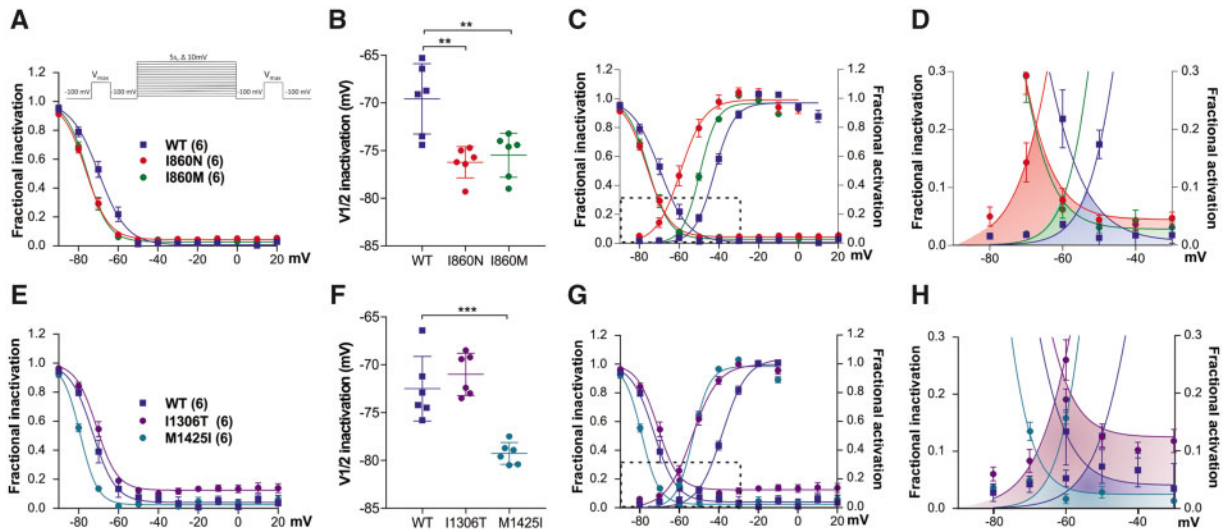 A
5s, Δ 10mV
Vmax
Vmax
-100 mV
-100 mV
-100 mV
-100 mV
Fractional inactivation
1.2
1.0
0.8
0.6
0.4
0.2
0.0
WT (6)
I860N (6)
I860M (6)
-80 -60 -40 -20 0 20 mV
B
**
**
V1/2 inactivation (mV)
-65
-70
-75
-80
-85
WT I860N I860M
C
Fractional inactivation
1.2
1.0
0.8
0.6
0.4
0.2
0.0
1.2
1.0
0.8
0.6
0.4
0.2
0.0
Fractional activation
-80 -60 -40 -20 0 20 mV
D
Fractional inactivation
0.3
0.2
0.1
0.0
0.3
0.2
0.1
0.0
Fractional activation
-80 -60 -40 mV
E
Fractional inactivation
1.2
1.0
0.8
0.6
0.4
0.2
0.0
WT (6)
I1306T (6)
M1425I (6)
-80 -60 -40 -20 0 20 mV
F
***
V1/2 inactivation (mV)
-65
-70
-75
-80
-85
WT I1306T M1425I
G
Fractional inactivation
1.2
1.0
0.8
0.6
0.4
0.2
0.0
1.2
1.0
0.8
0.6
0.4
0.2
0.0
Fractional activation
-80 -60 -40 -20 0 20 mV
H
Fractional inactivation
0.3
0.2
0.1
0.0
0.3
0.2
0.1
0.0
Fractional activation
-80 -60 -40 mV